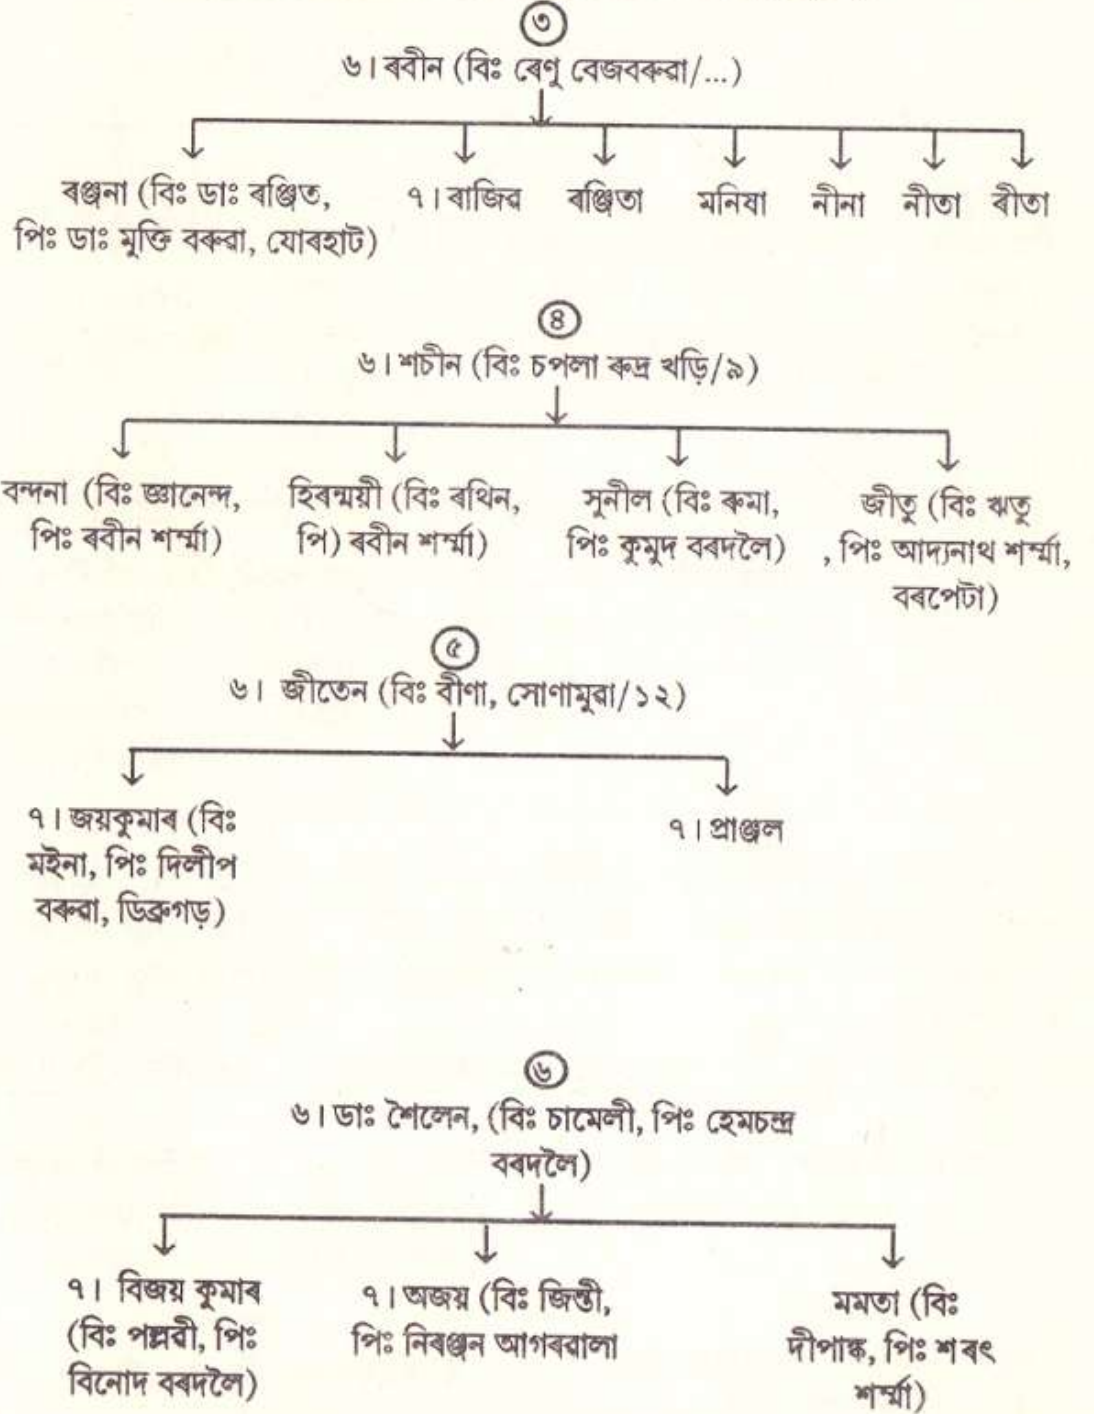 ৩
৬। ৰবীন (বিঃ ৰেণু বেজবৰুৱা/...)
ৰঞ্জনা (বিঃ ডাঃ ৰঞ্জিত,
পিঃ ডাঃ মুক্তি বৰুৱা, যোৰহাট)
৭। ৰাজিৱ
ৰঞ্জিতা
মনিষা
নীনা
নীতা
ৰীতা
৪
৬। শচীন (বিঃ চপলা ৰুদ্ৰ খড়ি/৯)
বন্দনা (বিঃ জ্ঞানেন্দ,
পিঃ ৰবীন শৰ্ম্মা)
হিৰন্ময়ী (বিঃ ৰথিন,
পি) ৰবীন শৰ্ম্মা)
সুনীল (বিঃ ৰুমা,
পিঃ কুমুদ বৰদলৈ)
জীতু (বিঃ ঋতু
, পিঃ আদ্যনাথ শৰ্ম্মা,
বৰপেটা)
৫
৬। জীতেন (বিঃ বীণা, সোণামুৱা/১২)
৭। জয়কুমাৰ (বিঃ
মইনা, পিঃ দিলীপ
বৰুৱা, ডিব্ৰুগড়)
৭। প্ৰাঞ্জল
৬
৬। ডাঃ শৈলেন, (বিঃ চামেলী, পিঃ হেমচন্দ্ৰ
বৰদলৈ)
৭। বিজয় কুমাৰ
(বিঃ পল্লৱী, পিঃ
বিনোদ বৰদলৈ)
৭। অজয় (বিঃ জিন্তী,
পিঃ নিৰঞ্জন আগৰৱালা
মমতা (বিঃ
দীপাঙ্ক, পিঃ শৰৎ
শৰ্ম্মা)